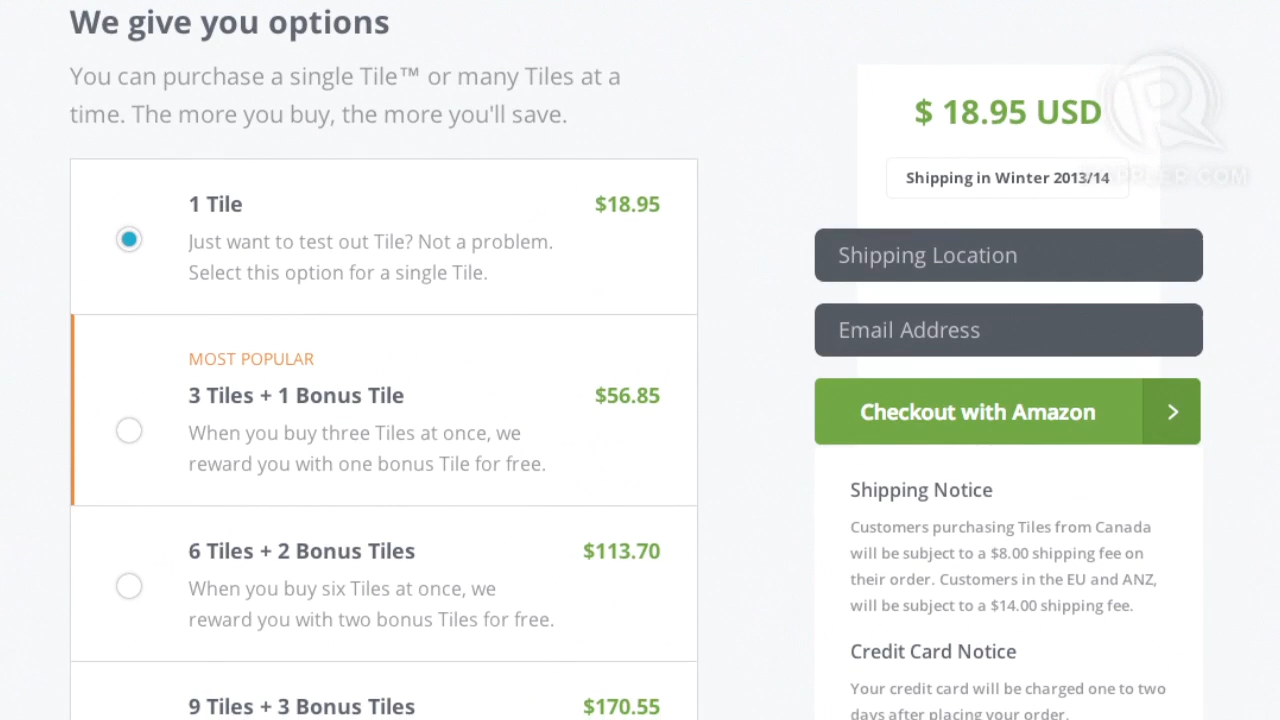 We give you options
You can purchase a single Tile™ or many Tiles at a
time. The more you buy, the more you'll save.
1 Tile
$18.95
Just want to test out Tile? Not a problem.
Select this option for a single Tile.
MOST POPULAR
3 Tiles + 1 Bonus Tile
$56.85
When you buy three Tiles at once, we
reward you with one bonus Tile for free.
6 Tiles + 2 Bonus Tiles
$113.70
When you buy six Tiles at once, we
reward you with two bonus Tiles for free.
9 Tiles + 3 Bonus Tiles
$170.55
$ 18.95 USD
Shipping in Winter 2013/14
Shipping Location
Email Address
Checkout with Amazon
Shipping Notice
Customers purchasing Tiles from Canada
will be subject to a $8.00 shipping fee on
their order. Customers in the EU and ANZ,
will be subject to a $14.00 shipping fee.
Credit Card Notice
Your credit card will be charged one to two
days after placing your order.